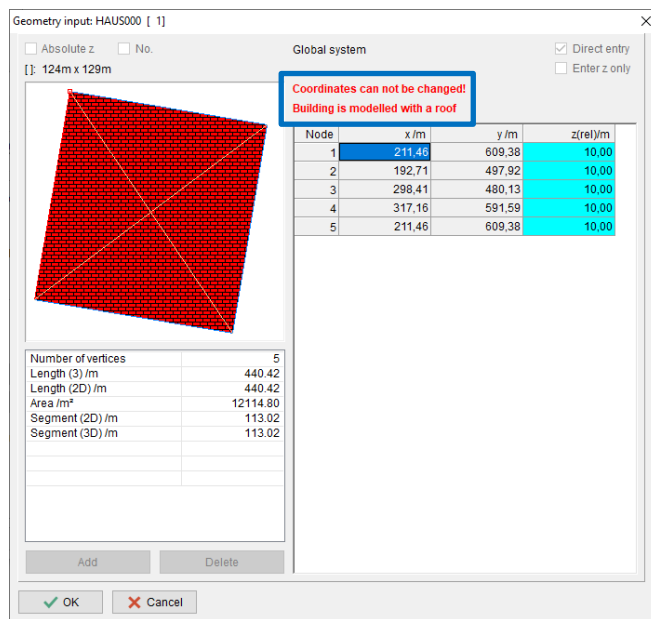 Geometry input: HAUS000 [ 1]
Absolute z No. Global system Direct entry
[]: 124m x 129m Enter z only
Coordinates can not be changed!
Building is modelled with a roof
Node x /m y /m z(rel)/m
1 211,46 609,38 10,00
2 192,71 497,92 10,00
3 298,41 480,13 10,00
4 317,16 591,59 10,00
5 211,46 609,38 10,00
Number of vertices 5
Length (3) /m 440.42
Length (2D) /m 440.42
Area /m² 12114.80
Segment (2D) /m 113.02
Segment (3D) /m 113.02
Add Delete
OK Cancel